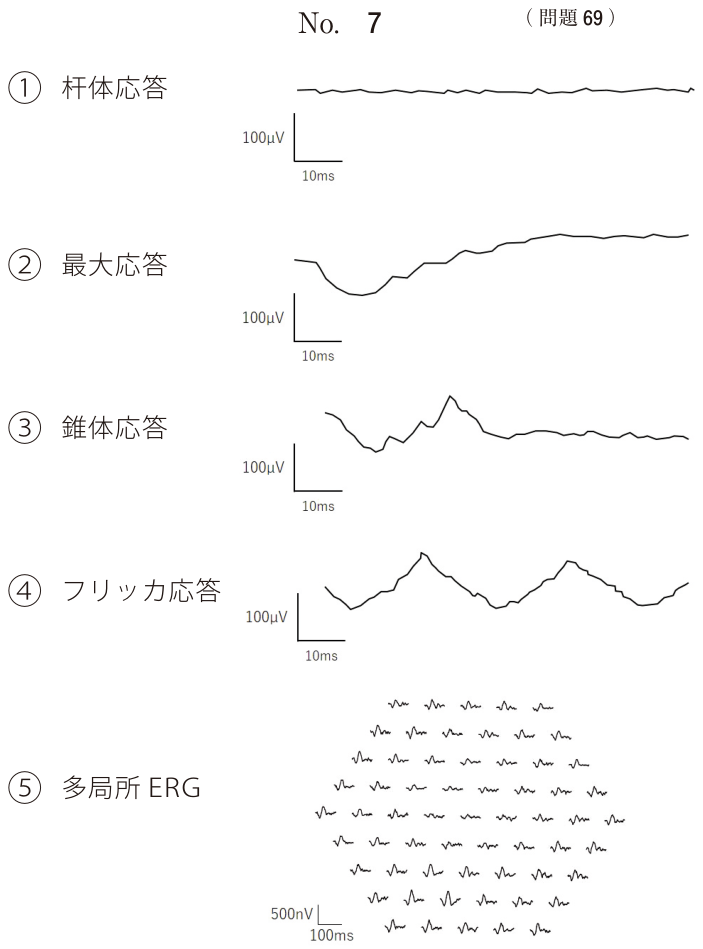 No. 7 （問題 69）
① 杆体応答
100μV
10ms
② 最大応答
100μV
10ms
③ 錐体応答
100μV
10ms
④ フリッカ応答
100μV
10ms
⑤ 多局所 ERG
500nV
100ms